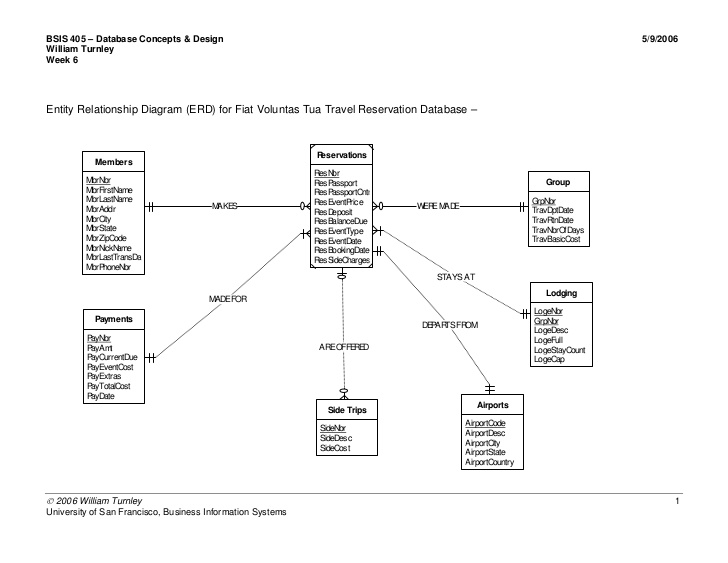 BSIS 405 – Database Concepts & Design
5/9/2006
William Turnley
Week 6
Entity Relationship Diagram (ERD) for Fiat Voluntas Tua Travel Reservation Database –
Members
MbrNbr
MbrFirstName
MbrLastName
MbrAddr
MbrCity
MbrState
MbrZipCode
MbrNickName
MbrLastTransDa
MbrPhoneNbr
MAKES
Reservations
ResNbr
ResPassport
ResPassportCntr
ResEventPrice
ResDeposit
ResBalanceDue
ResEventType
ResEventDate
ResBookingDate
ResSideCharges
WERE MADE
Group
GrpNbr
TravDptDate
TravRtnDate
TravNbrOfDays
TravBasicCost
MADE FOR
STAYS AT
DEPARTS FROM
ARE OFFERED
Payments
PayNbr
PayAmt
PayCurrentDue
PayEventCost
PayExtras
PayTotalCost
PayDate
Lodging
LogeNbr
GrpNbr
LogeDesc
LogeFull
LogeStayCount
LogeCap
Side Trips
SideNbr
SideDesc
SideCost
Airports
AirportCode
AirportDesc
AirportCity
AirportState
AirportCountry
© 2006 William Turnley
1
University of San Francisco, Business Information Systems